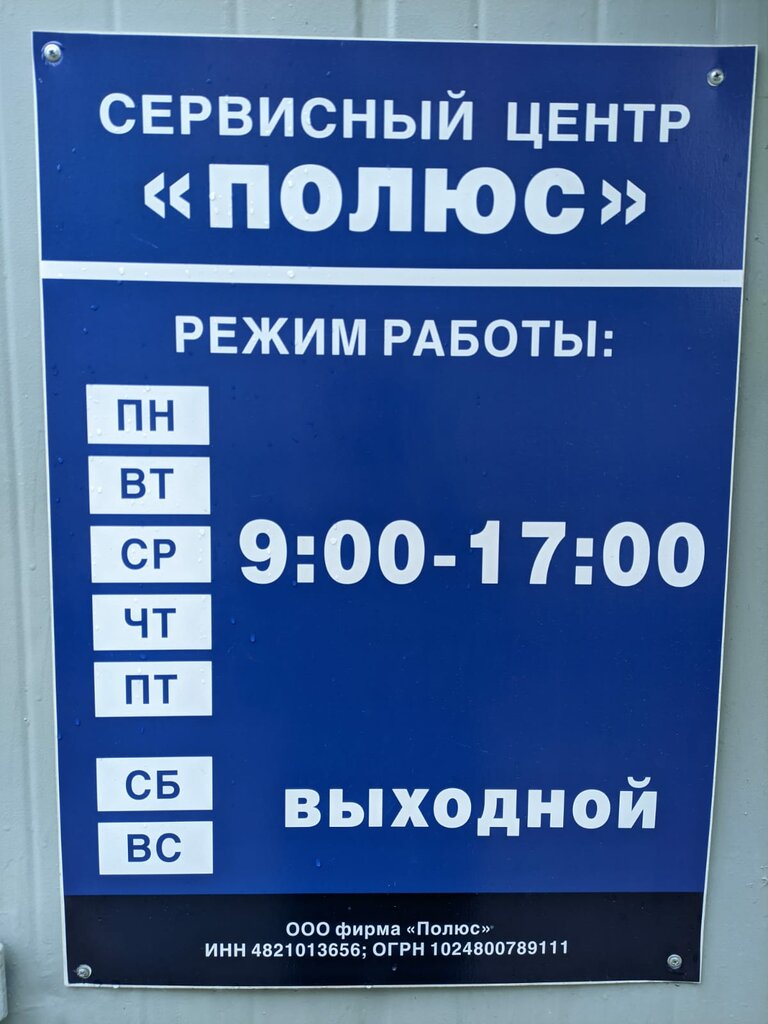 СЕРВИСНЫЙ ЦЕНТР
«ПОЛЮС»
РЕЖИМ РАБОТЫ:
ПН
ВТ
СР 9:00-17:00
ЧТ
ПТ
СБ
выходной
ВС
ООО фирма «Полюс»
ИНН 4821013656; ОГРН 1024800789111